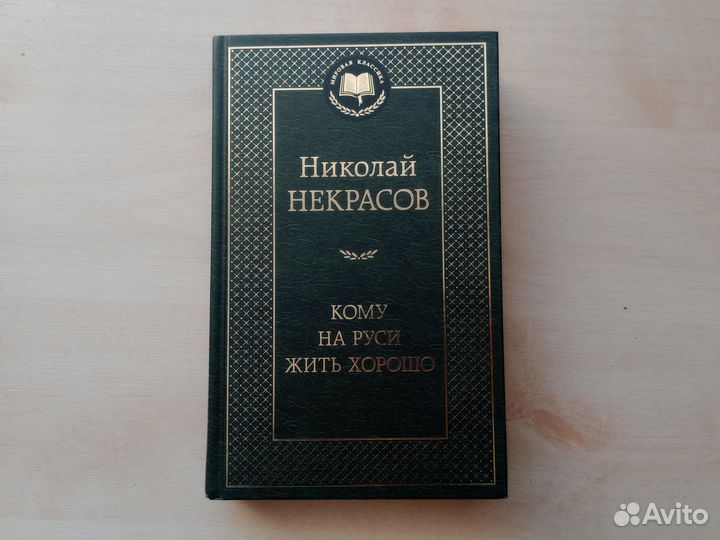 МИРОВАЯ КЛАССИКА
Николай
НЕКРАСОВ
КОМУ
НА РУСИ
ЖИТЬ ХОРОШО
Avito